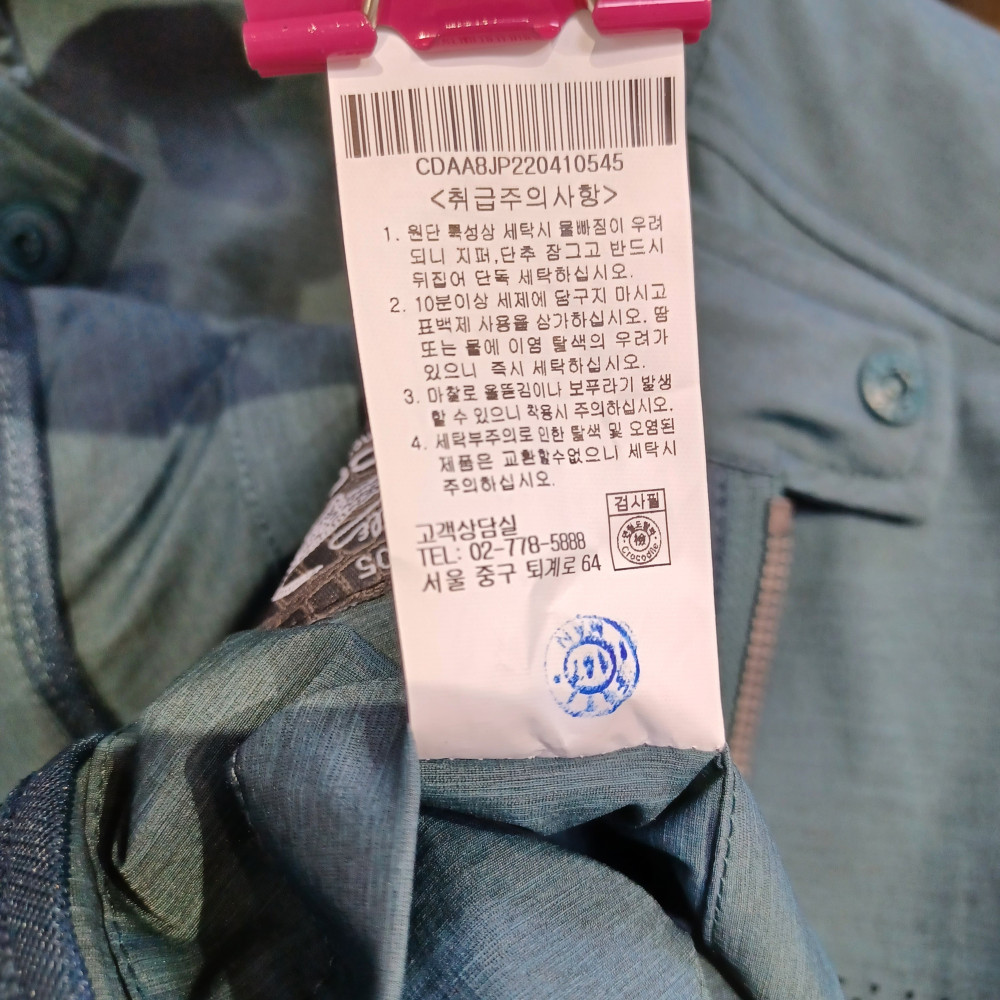 CDAA8JP220410545
<취급주의사항>
1. 원단 특성상 세탁시 물빠짐이 우려
되니 지퍼,단추 잠그고 반드시
뒤집어 단독 세탁하십시오.
2. 10분이상 세제에 담구지 마시고
표백제 사용을 삼가하십시오. 땀
또는 물에 이염 탈색의 우려가
있으니 즉시 세탁하십시오.
3. 마찰로 올뜯김이나 보푸라기 발생
할 수 있으니 착용시 주의하십시오.
4. 세탁부주의로 인한 탈색 및 오염된
제품은 교환할수없으니 세탁시
주의하십시오.
검사필
檢
Crocodile
고객상담실
TEL: 02-778-5888
서울 중구 퇴계로 64
MAN
105